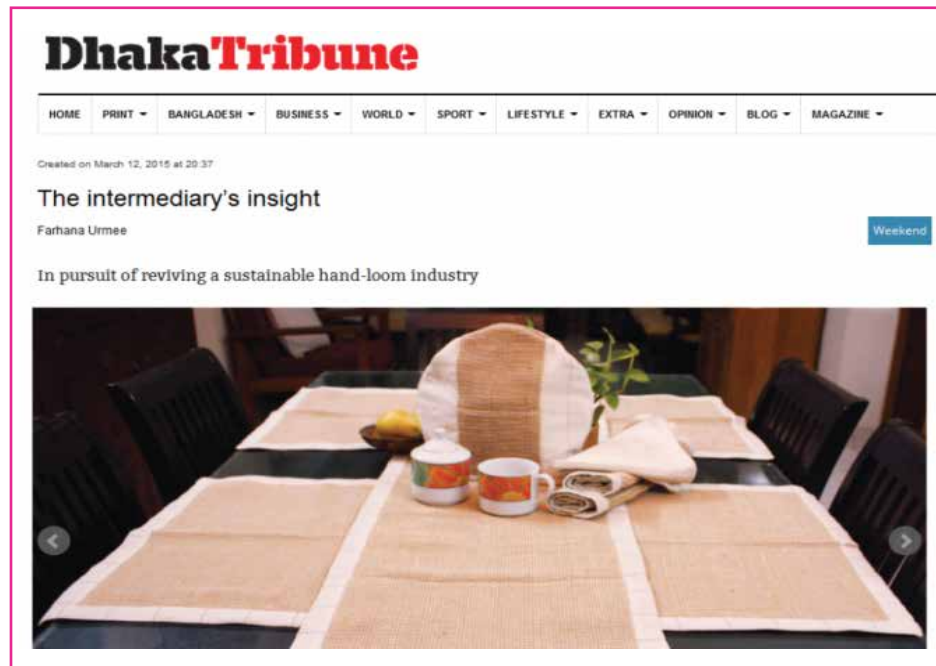 DhakaTribune
HOME PRINT BANGLADESH BUSINESS WORLD SPORT LIFESTYLE EXTRA OPINION BLOG MAGAZINE
Created on March 12, 2015 at 20:37
The intermediary's insight
Farhana Urmee
Weekend
In pursuit of reviving a sustainable hand-loom industry